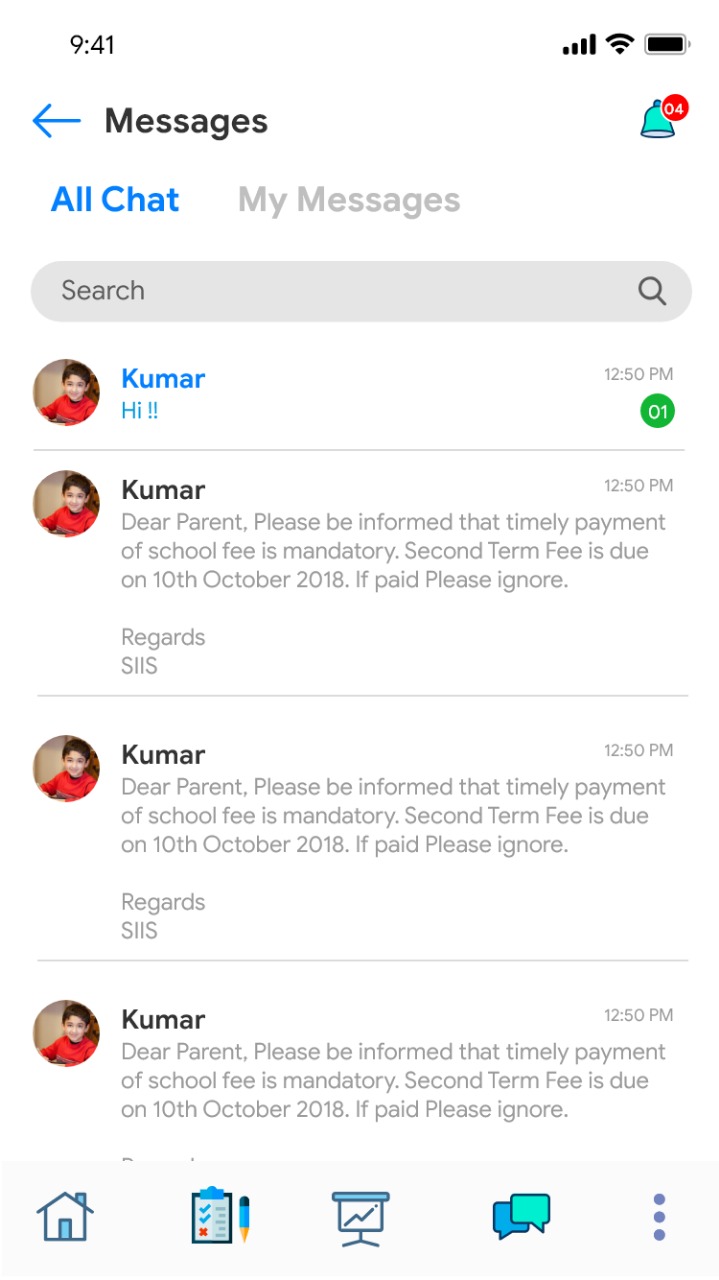 9:41
Messages
04
All Chat
My Messages
Search
Kumar
12:50 PM
Hi !!
01
Kumar
12:50 PM
Dear Parent, Please be informed that timely payment
of school fee is mandatory. Second Term Fee is due
on 10th October 2018. If paid Please ignore.
Regards
SIIS
Kumar
12:50 PM
Dear Parent, Please be informed that timely payment
of school fee is mandatory. Second Term Fee is due
on 10th October 2018. If paid Please ignore.
Regards
SIIS
Kumar
12:50 PM
Dear Parent, Please be informed that timely payment
of school fee is mandatory. Second Term Fee is due
on 10th October 2018. If paid Please ignore.